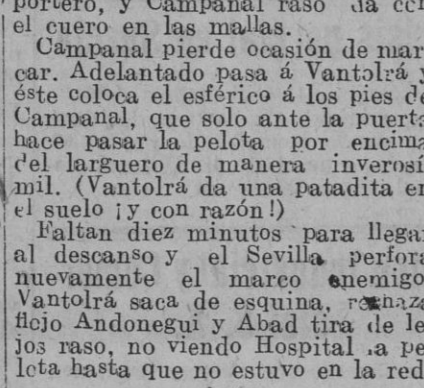 portero, y Campanal raso da con
el cuero en las mallas.
Campanal pierde ocasión de mar
car. Adelantado pasa á Vantolrá y
éste coloca el esférico á los pies de
Campanal, que solo ante la puerta
hace pasar la pelota por encima
del larguero de manera inverosí
mil. (Vantolrá da una patadita en
el suelo ¡y con razón!)
Faltan diez minutos para llegar
al descanso y el Sevilla perfora
nuevamente el marco enemigo
Vantolrá saca de esquina, rechaza
flojo Andonegui y Abad tira de le
jos raso, no viendo Hospital la pe
lota hasta que no estuvo en la red